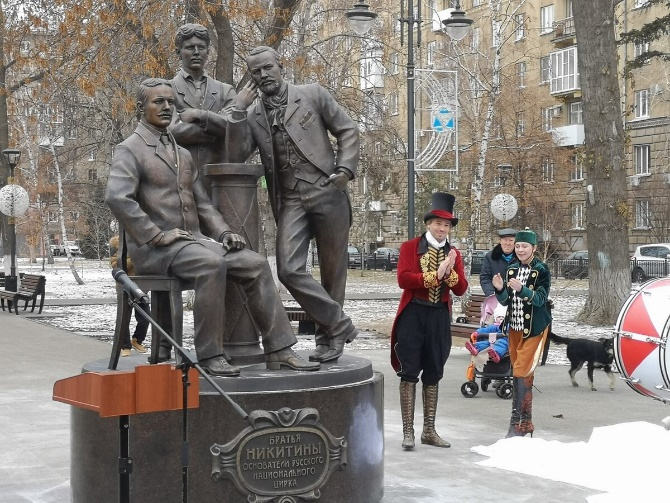 БРАТЬЯ
НИКИТИНЫ
ОСНОВАТЕЛИ РУССКОГО
НАЦИОНАЛЬНОГО
ЦИРКА